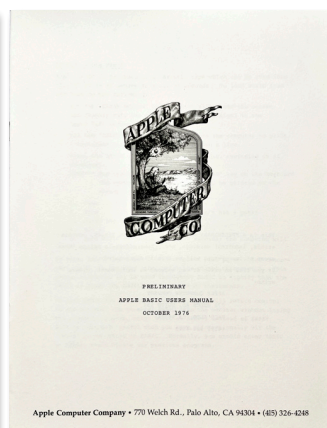 APPLE
COMPUTER
CO
PRELIMINARY
APPLE BASIC USERS MANUAL
OCTOBER 1976
Apple Computer Company • 770 Welch Rd., Palo Alto, CA 94304 • (415) 326-4248